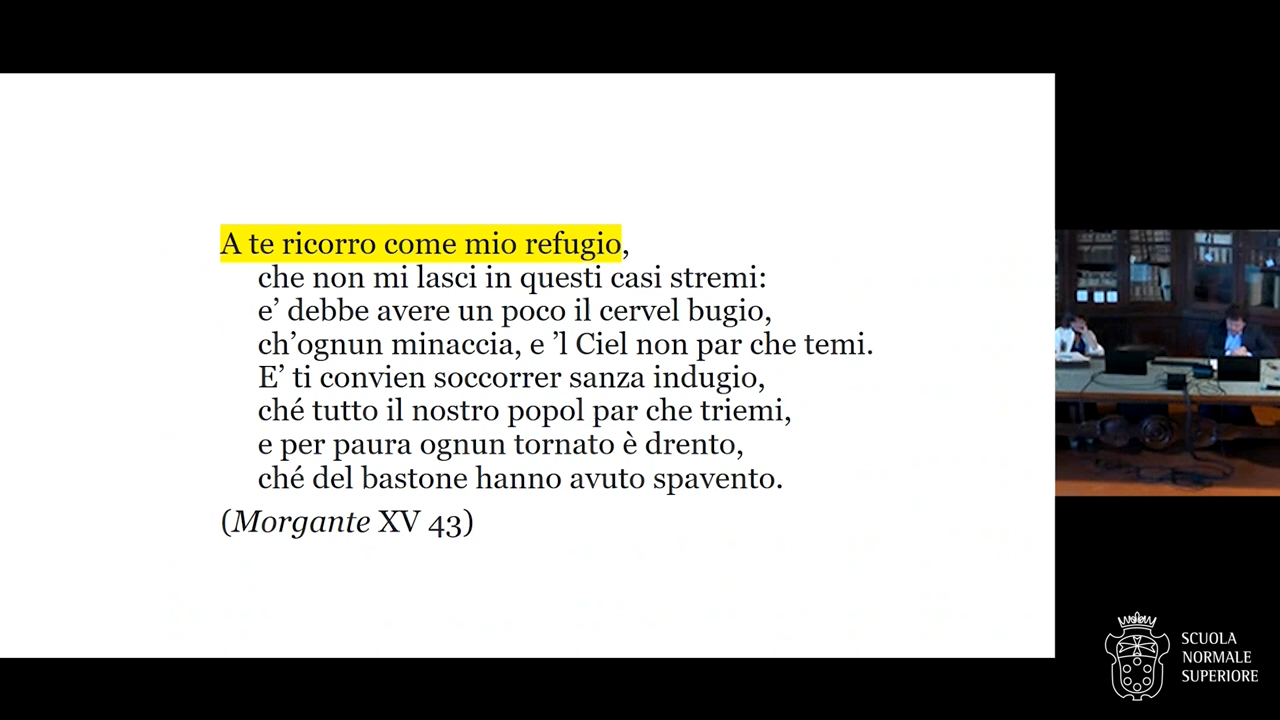 A te ricorro come mio refugio,
che non mi lasci in questi casi stremi:
e’ debbe avere un poco il cervel bugio,
ch’ognun minaccia, e ’l Ciel non par che temi.
E’ ti convien soccorrer sanza indugio,
ché tutto il nostro popol par che triemi,
e per paura ognun tornato è drento,
ché del bastone hanno avuto spavento.
(Morgante XV 43)
SCUOLA
NORMALE
SUPERIORE